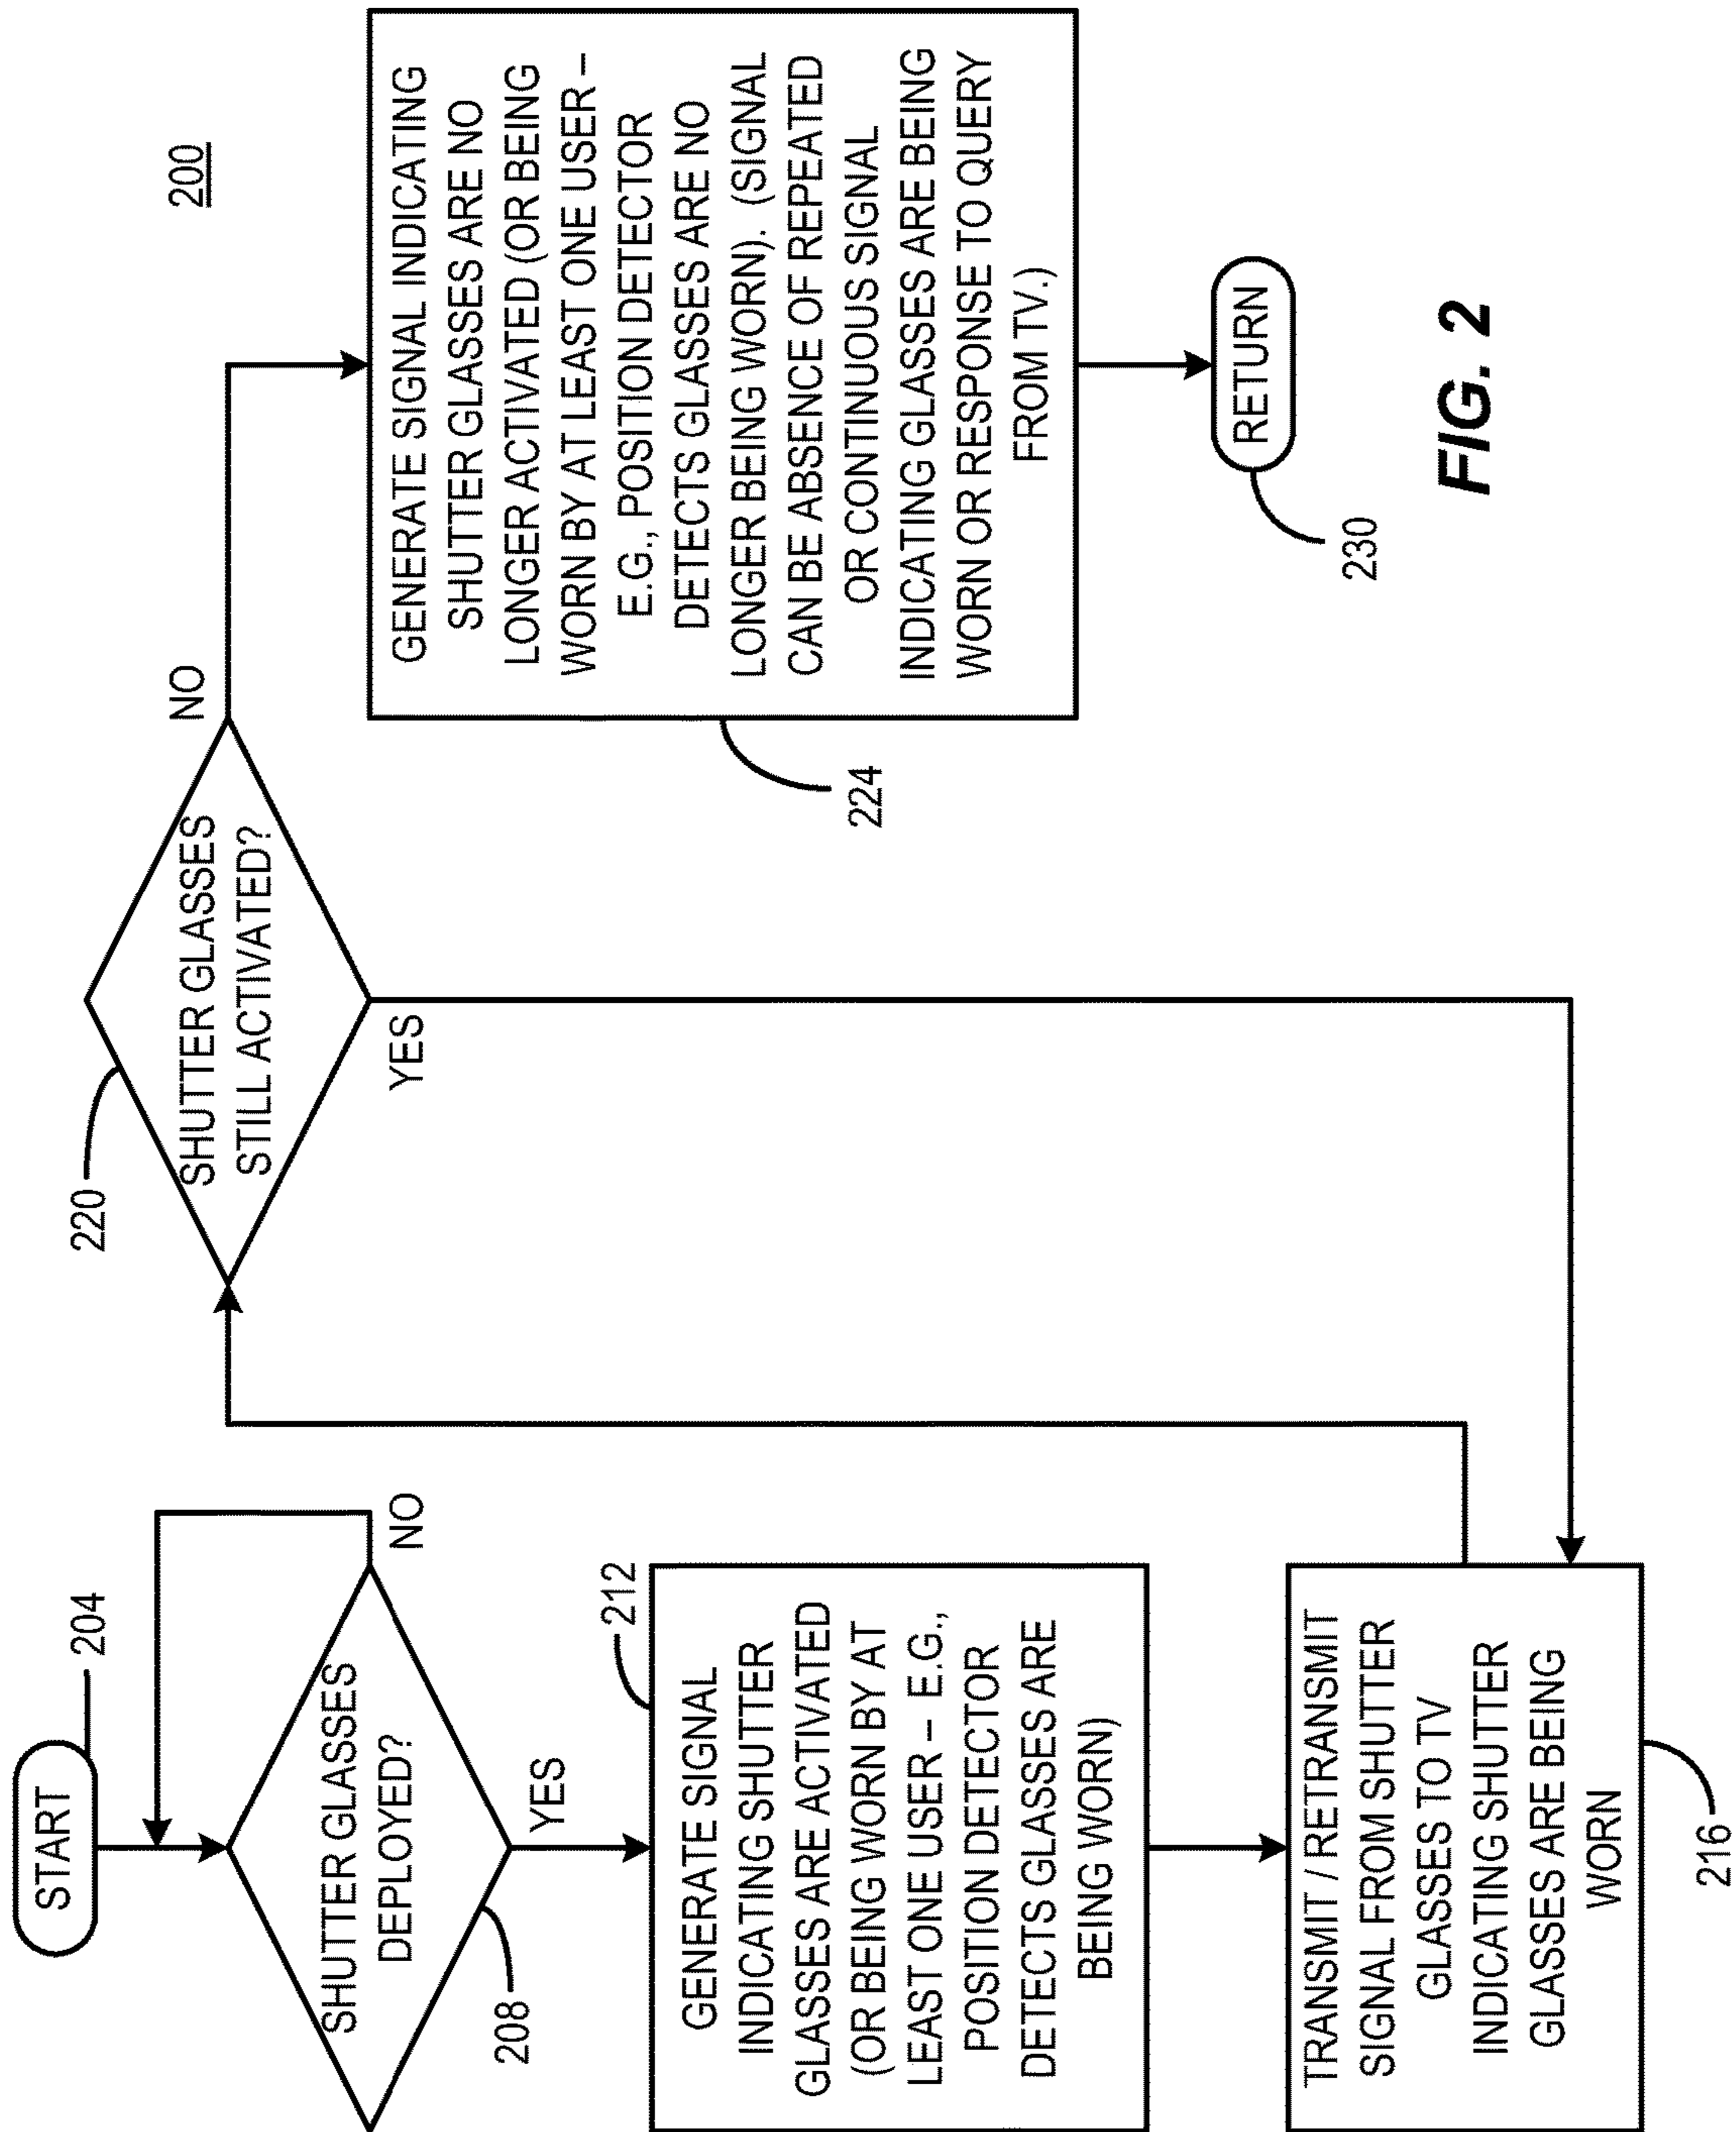 200
START
204
SHUTTER GLASSES
DEPLOYED?
208
NO
YES
212
GENERATE SIGNAL
INDICATING SHUTTER
GLASSES ARE ACTIVATED
(OR BEING WORN BY AT
LEAST ONE USER – E.G.,
POSITION DETECTOR
DETECTS GLASSES ARE
BEING WORN)
TRANSMIT / RETRANSMIT
SIGNAL FROM SHUTTER
GLASSES TO TV
INDICATING SHUTTER
GLASSES ARE BEING
WORN
216
220
SHUTTER GLASSES
STILL ACTIVATED?
YES
NO
GENERATE SIGNAL INDICATING
SHUTTER GLASSES ARE NO
LONGER ACTIVATED (OR BEING
WORN BY AT LEAST ONE USER –
E.G., POSITION DETECTOR
DETECTS GLASSES ARE NO
LONGER BEING WORN). (SIGNAL
CAN BE ABSENCE OF REPEATED
OR CONTINUOUS SIGNAL
INDICATING GLASSES ARE BEING
WORN OR RESPONSE TO QUERY
FROM TV.)
224
RETURN
230
FIG. 2